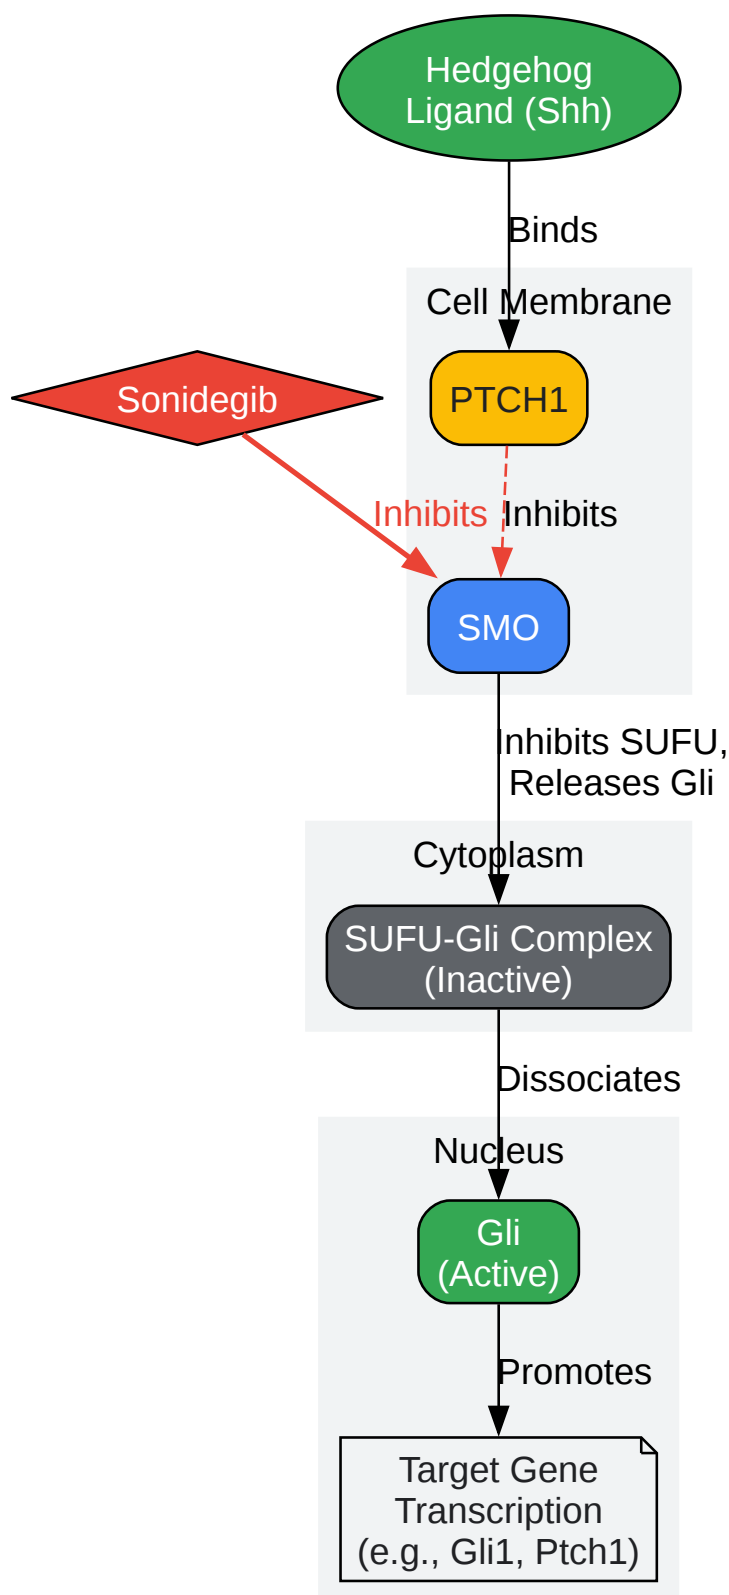 Hedgehog
Ligand (Shh)
Binds
Cell Membrane
Sonidegib
PTCH1
Inhibits
Inhibits
SMO
Inhibits SUFU,
Releases Gli
Cytoplasm
SUFU-Gli Complex
(Inactive)
Dissociates
Nucleus
Gli
(Active)
Promotes
Target Gene
Transcription
(e.g., Gli1, Ptch1)